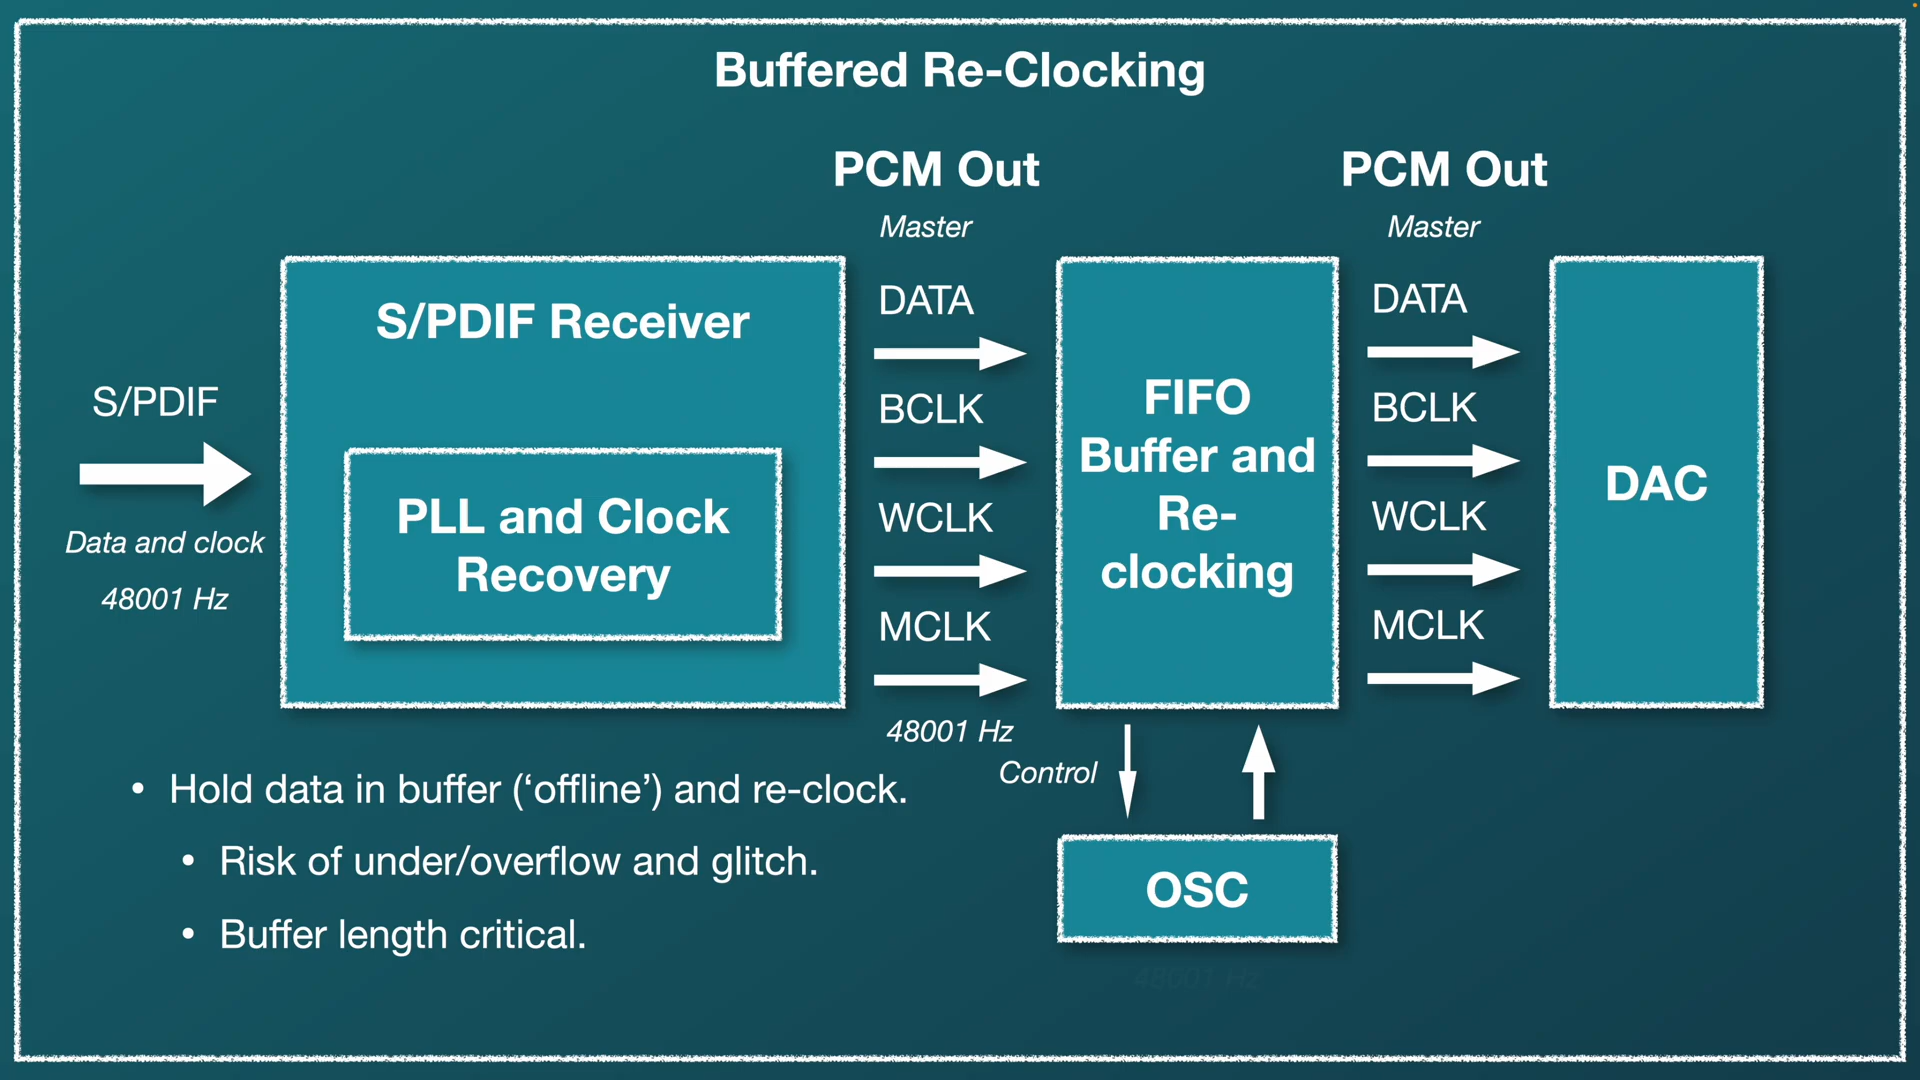 Buffered Re-Clocking
PCM Out
Master
PCM Out
Master
S/PDIF
Data and clock
48001 Hz
S/PDIF Receiver
PLL and Clock
Recovery
DATA
BCLK
WCLK
MCLK
48001 Hz
FIFO
Buffer and
Re-
clocking
DATA
BCLK
WCLK
MCLK
DAC
Control
OSC
48001 Hz
• Hold data in buffer (‘offline’) and re-clock.
• Risk of under/overflow and glitch.
• Buffer length critical.